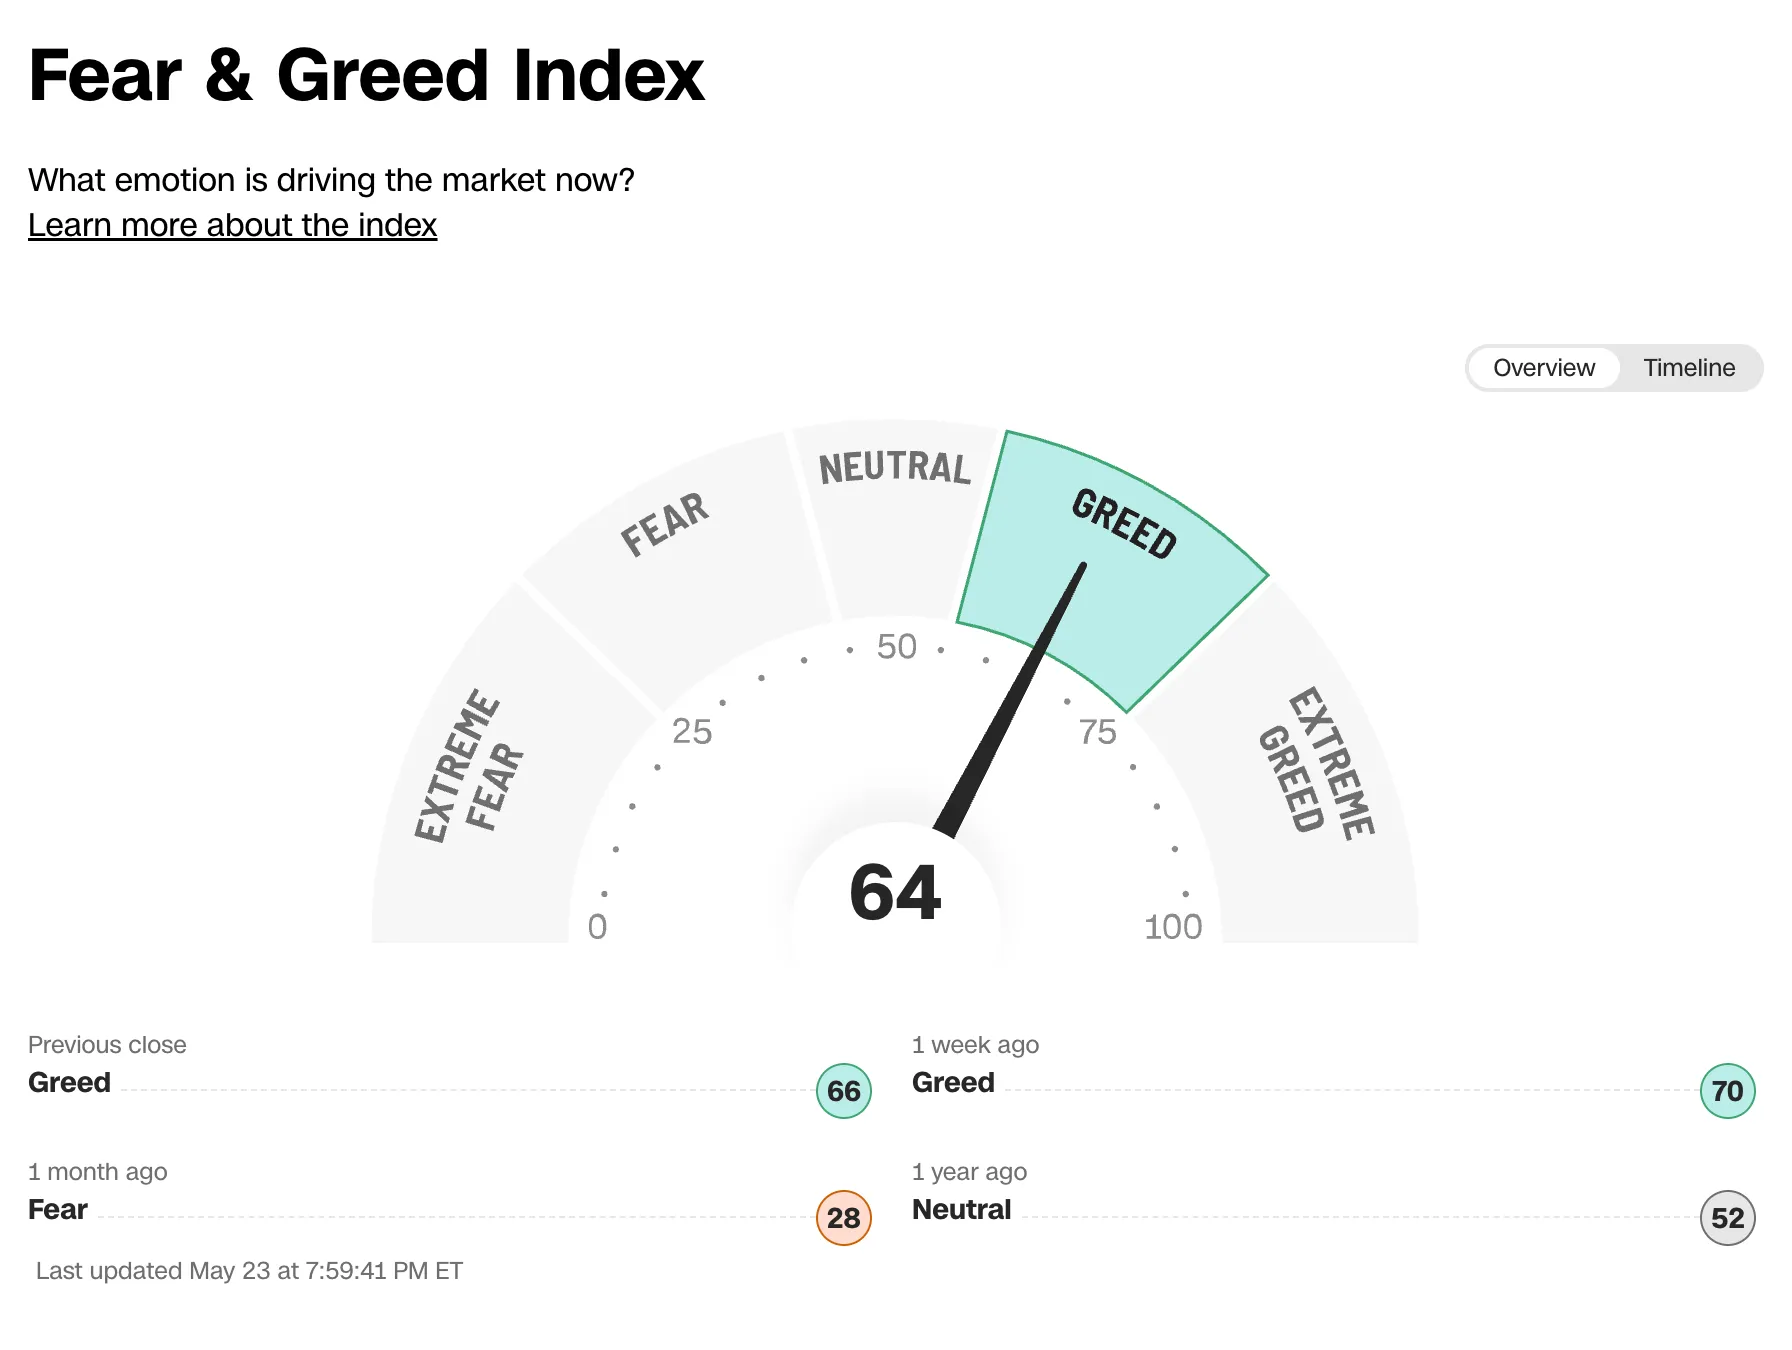 Fear & Greed Index
What emotion is driving the market now?
Learn more about the index
Overview
Timeline
EXTREME
FEAR
FEAR
NEUTRAL
GREED
EXTREME
GREED
0
25
50
75
100
64
Previous close
Greed
66
1 week ago
Greed
70
1 month ago
Fear
28
1 year ago
Neutral
52
Last updated May 23 at 7:59:41 PM ET